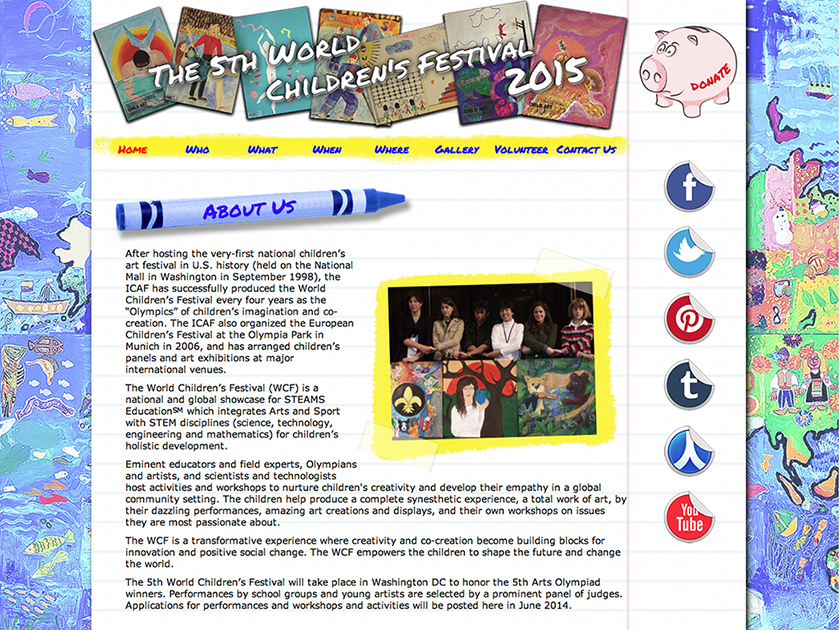 The 5th World
Children's Festival
2015
Donate
Home Who What When Where Gallery Volunteer Contact Us
About Us
After hosting the very-first national children's
art festival in U.S. history (held on the National
Mall in Washington in September 1998), the
ICAF has successfully produced the World
Children's Festival every four years as the
"Olympics" of children's imagination and co-
creation. The ICAF also organized the European
Children's Festival at the Olympia Park in
Munich in 2006, and has arranged children's
panels and art exhibitions at major
international venues.
The World Children's Festival (WCF) is a
national and global showcase for STEAMS
Education℠ which integrates Arts and Sport
with STEM disciplines (science, technology,
engineering and mathematics) for children's
holistic development.
Eminent educators and field experts, Olympians
and artists, and scientists and technologists
host activities and workshops to nurture children's creativity and develop their empathy in a global
community setting. The children help produce a complete synesthetic experience, a total work of art, by
their dazzling performances, amazing art creations and displays, and their own workshops on issues
they are most passionate about.
The WCF is a transformative experience where creativity and co-creation become building blocks for
innovation and positive social change. The WCF empowers the children to shape the future and change
the world.
The 5th World Children's Festival will take place in Washington DC to honor the 5th Arts Olympiad
winners. Performances by school groups and young artists are selected by a prominent panel of judges.
Applications for performances and workshops and activities will be posted here in June 2014.
f
t
You
Tube